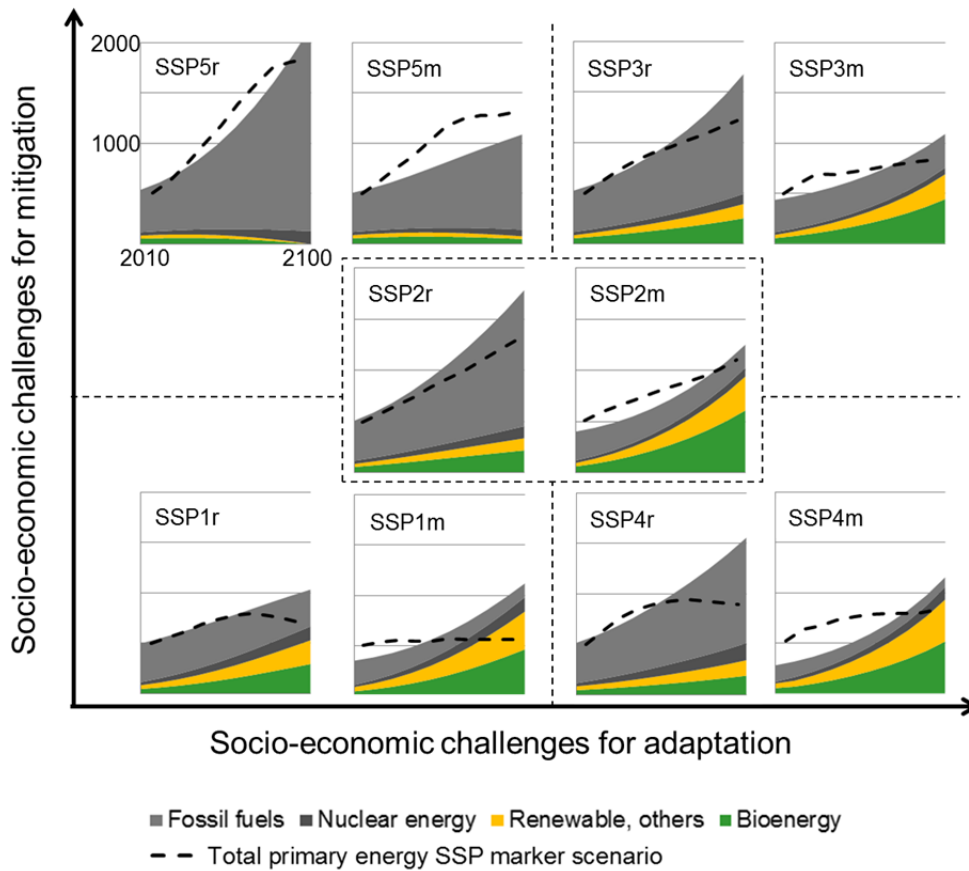 Socio-economic challenges for mitigation
2000
1000
2010
2100
SSP5r
SSP5m
SSP3r
SSP3m
SSP2r
SSP2m
SSP1r
SSP1m
SSP4r
SSP4m
Socio-economic challenges for adaptation
Fossil fuels Nuclear energy Renewable, others Bioenergy
Total primary energy SSP marker scenario